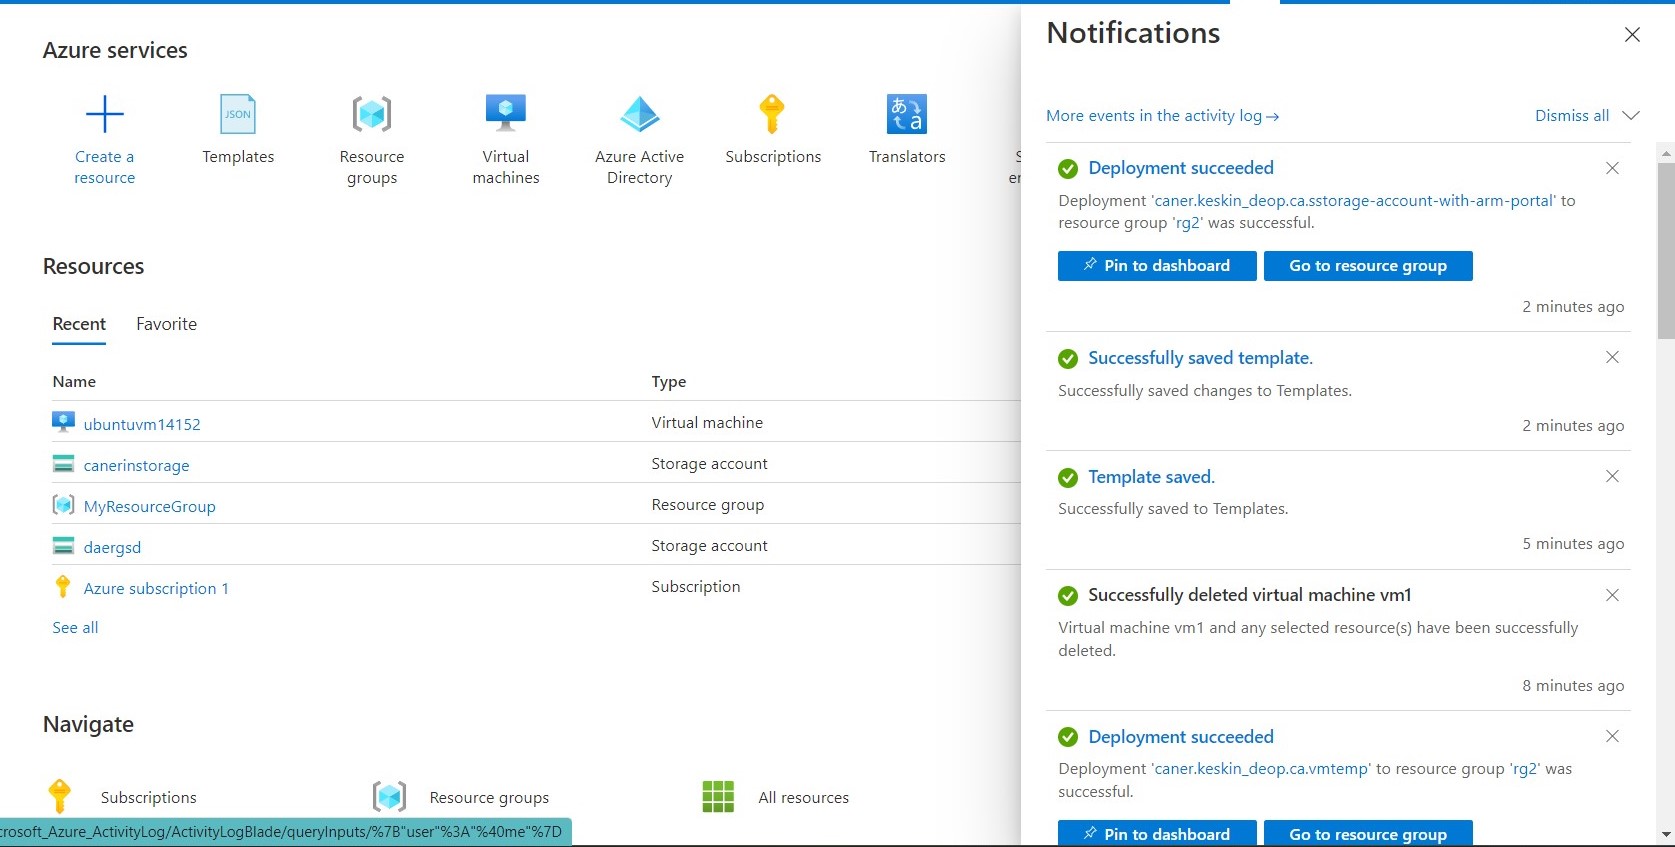 Azure services
Create a
resource
JSON
Templates
Resource
groups
Virtual
machines
Azure Active
Directory
Subscriptions
あ
a
Translators
Resources
Recent
Favorite
Name
Type
ubuntuvm14152
Virtual machine
canerinstorage
Storage account
MyResourceGroup
Resource group
daergsd
Storage account
Azure subscription 1
Subscription
See all
Navigate
Subscriptions
Resource groups
All resources
crosoft_Azure_ActivityLog/ActivityLogBlade/queryInputs/%7B"user"%3A"%40me"%7D
Notifications
More events in the activity log→
Dismiss all
Deployment succeeded
Deployment 'caner.keskin_deop.ca.sstorage-account-with-arm-portal' to
resource group 'rg2' was successful.
Pin to dashboard
Go to resource group
2 minutes ago
Successfully saved template.
Successfully saved changes to Templates.
2 minutes ago
Template saved.
Successfully saved to Templates.
5 minutes ago
Successfully deleted virtual machine vm1
Virtual machine vm1 and any selected resource(s) have been successfully
deleted.
8 minutes ago
Deployment succeeded
Deployment 'caner.keskin_deop.ca.vmtemp' to resource group 'rg2' was
successful.
Pin to dashboard
Go to resource group